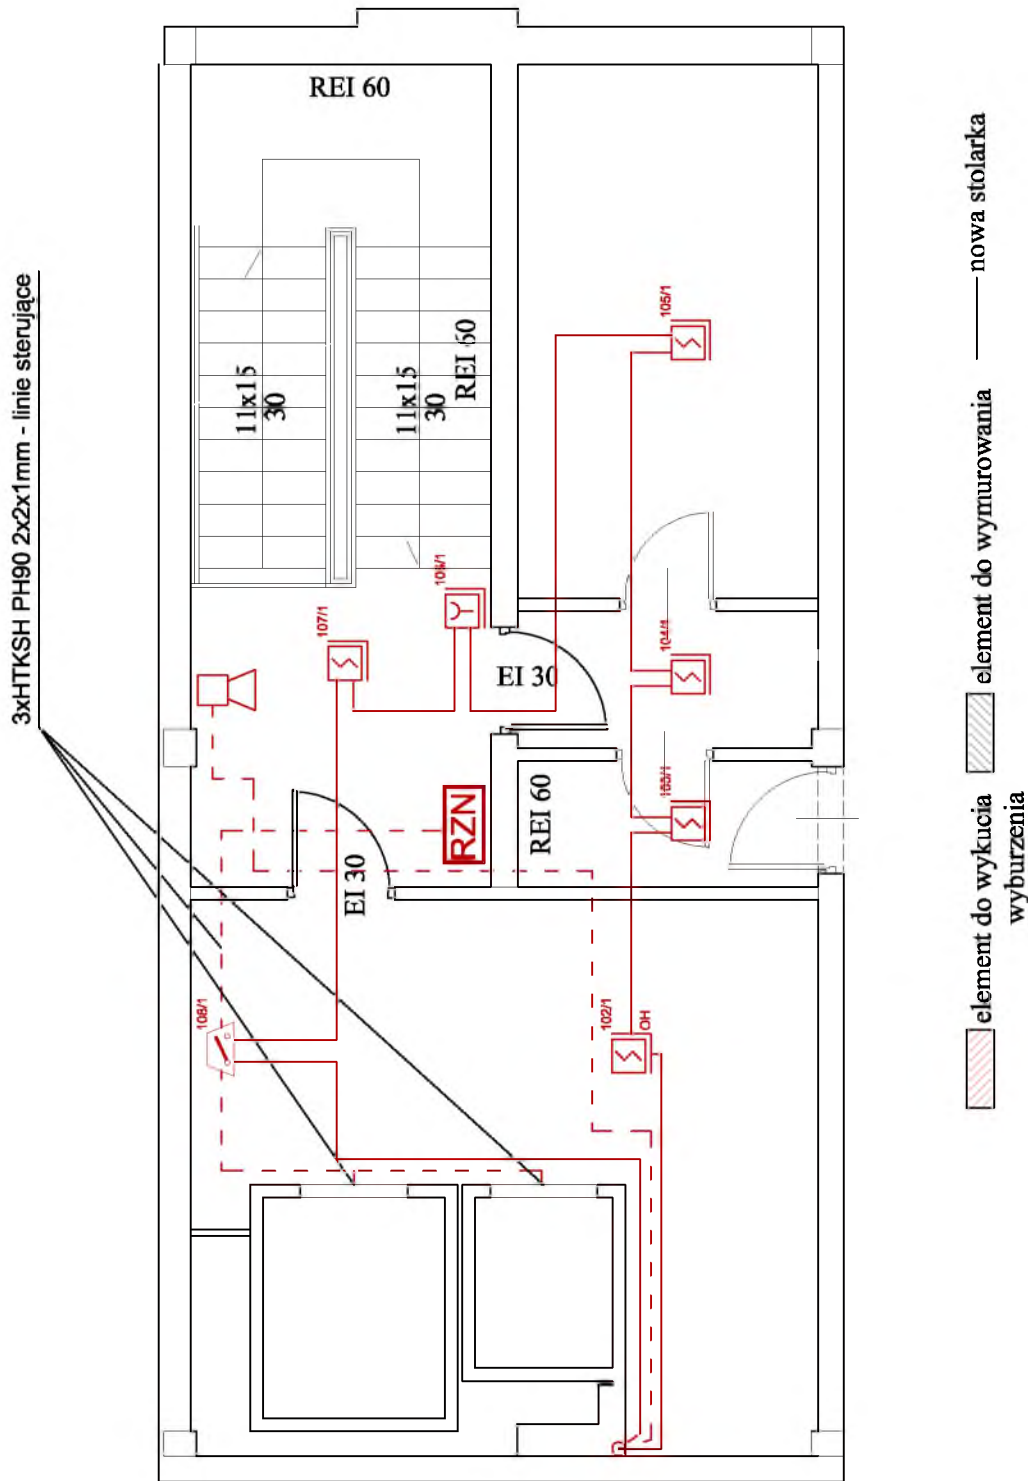 3xHTKSH PH90 2x2x1mm - linie sterujące
REI 60
11x15
30
11x15
30
REI 60
105/1
107/1
104/1
EI 30
RZN
REI 60
EI 30
108/1
102/1
OH
element do wykucia
wyburzenia
element do wymurowania
nowa stolarka